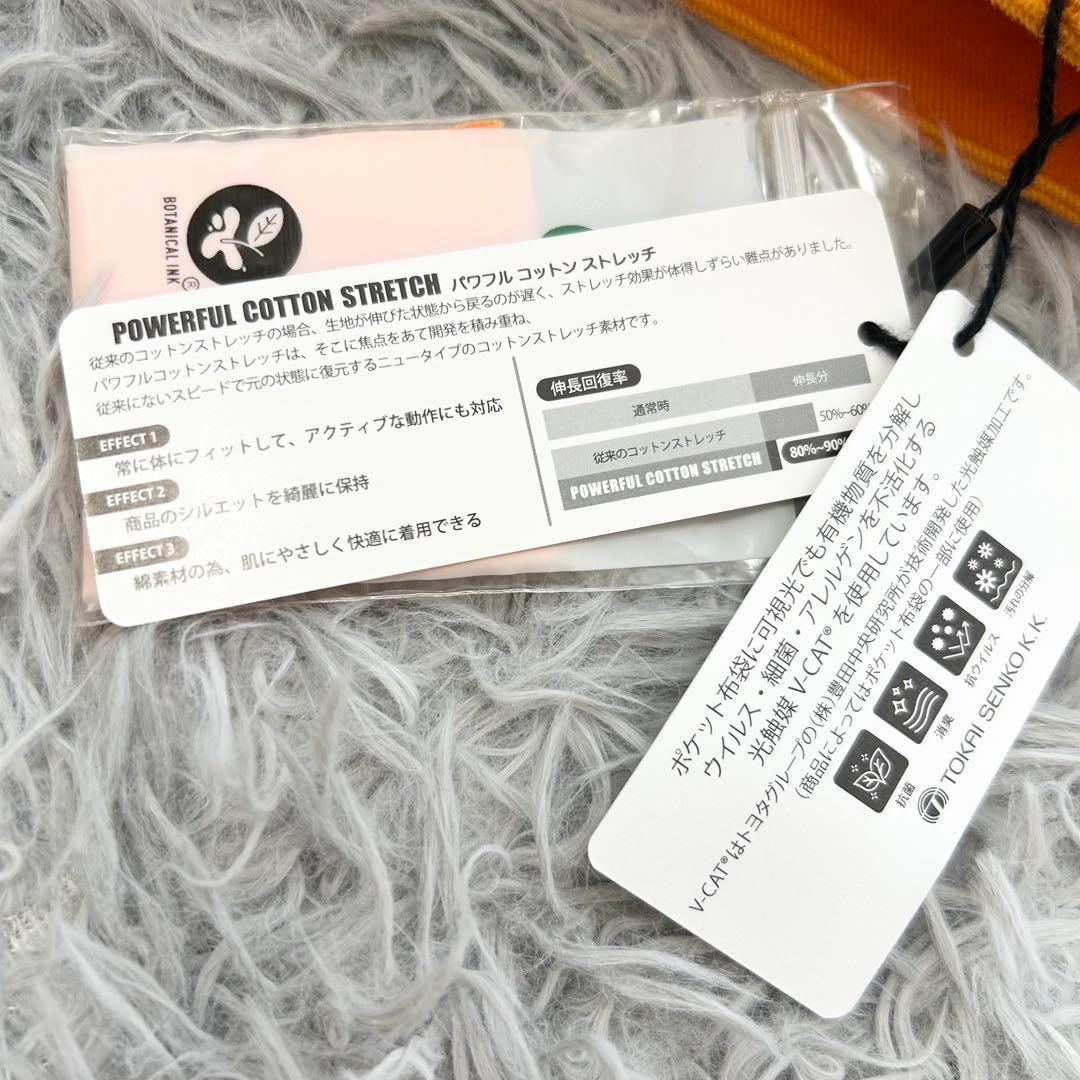 BOTANICAL INK
®
POWERFUL COTTON STRETCH パワフル コットン ストレッチ
従来のコットンストレッチの場合、生地が伸びた状態から戻るのが遅く、ストレッチ効果が体得しずらい難点がありました。
パワフルコットンストレッチは、そこに焦点をあて開発を積み重ね、
従来にないスピードで元の状態に復元するニュータイプのコットンストレッチ素材です。
EFFECT 1
常に体にフィットして、アクティブな動作にも対応
EFFECT 2
商品のシルエットを綺麗に保持
EFFECT 3
綿素材の為、肌にやさしく快適に着用できる
伸長回復率
通常時 伸長分
従来のコットンストレッチ 50%~60%
POWERFUL COTTON STRETCH 80%~90%
ポケット布袋に可視光でも有機物質を分解し
ウイルス・細菌・アレルゲンを不活化する
光触媒 V-CAT® を使用しています。
V-CAT®はトヨタグループの(株)豊田中央研究所が技術開発した光触媒加工です。
(商品によってはポケット布袋の一部に使用)
抗菌 消臭 抗ウイルス 汚れの分解
TOKAI SENKO K.K.